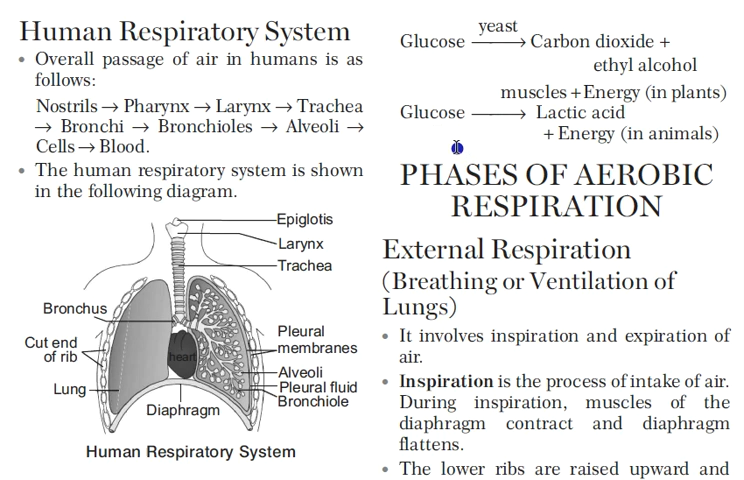 Human Respiratory System
• Overall passage of air in humans is as
follows:
Nostrils → Pharynx → Larynx → Trachea
→ Bronchi → Bronchioles → Alveoli →
Cells → Blood.
• The human respiratory system is shown
in the following diagram.
Epiglotis
Larynx
Trachea
Bronchus
Cut end
of rib
Lung
heart
Pleural
membranes
Alveoli
Pleural fluid
Bronchiole
Diaphragm
Human Respiratory System
yeast
Glucose ⟶ Carbon dioxide +
ethyl alcohol
muscles + Energy (in plants)
Glucose ⟶ Lactic acid
+ Energy (in animals)
PHASES OF AEROBIC
RESPIRATION
External Respiration
(Breathing or Ventilation of
Lungs)
• It involves inspiration and expiration of
air.
• Inspiration is the process of intake of air.
During inspiration, muscles of the
diaphragm contract and diaphragm
flattens.
• The lower ribs are raised upward and